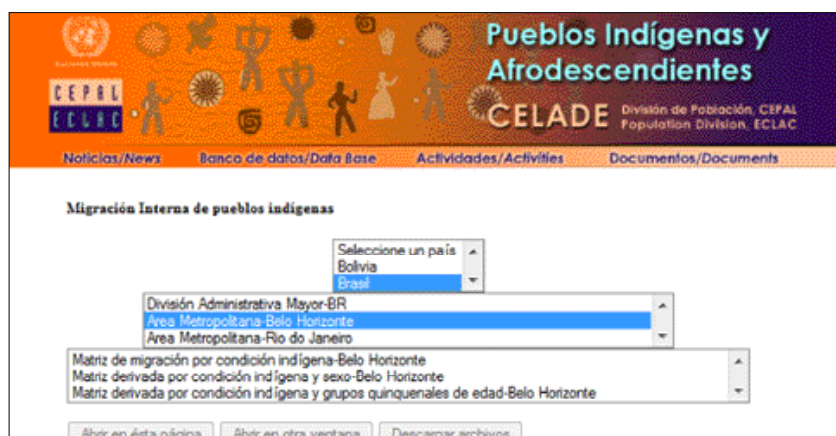 Pueblos Indígenas y
Afrodescendientes
CEPAL
ECLAC
CELADE División de Población, CEPAL
Population Division, ECLAC
Noticias/News Banco de datos/Data Base Actividades/Activities Documentos/Documents
Migración Interna de pueblos indígenas
Seleccione un país
Bolivia
Brasil
División Administrativa Mayor-BR
Area Metropolitana-Belo Horizonte
Area Metropolitana-Rio do Janeiro
Matriz de migración por condición indígena-Belo Horizonte
Matriz derivada por condición indígena y sexo-Belo Horizonte
Matriz derivada por condición indígena y grupos quinquenales de edad-Belo Horizonte
Abrir en ésta página Abrir en otra ventana Descargar archivos